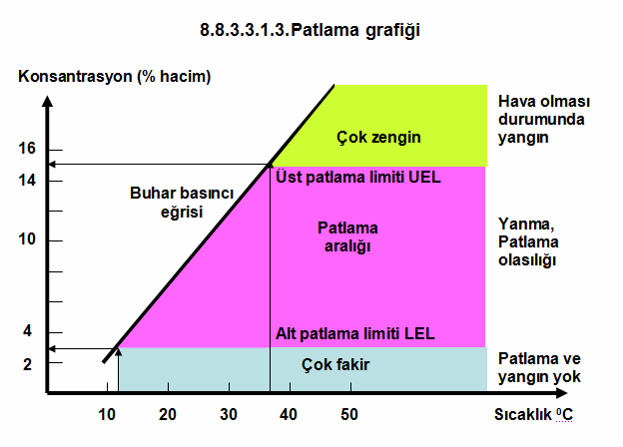 8.8.3.3.1.3.Patlama grafiği
Konsantrasyon (% hacim)
Hava olması
durumunda
yangın
16
Çok zengin
14
Üst patlama limiti UEL
Buhar basıncı
eğrisi
Patlama
aralığı
Yanma,
Patlama
olasılığı
10
4
Alt patlama limiti LEL
2
Çok fakir
Patlama ve
yangın yok
10 20 30 40 50 Sıcaklık ⁰C